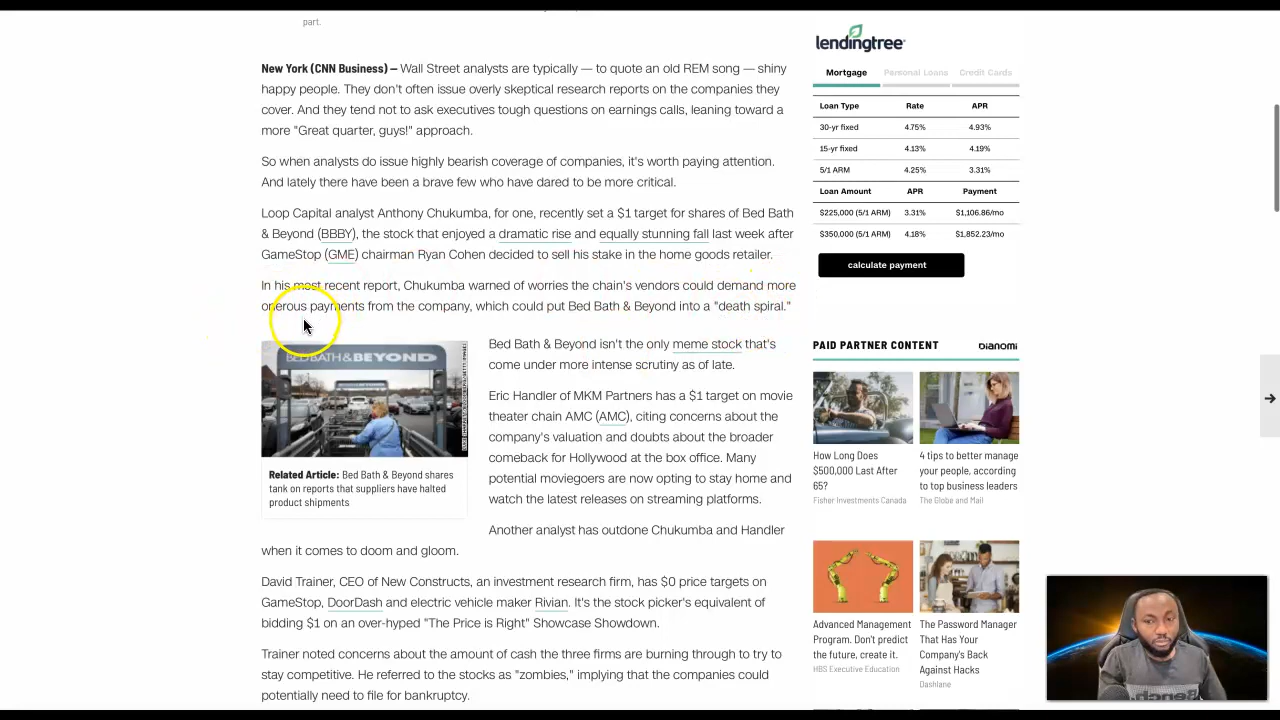 part.
New York (CNN Business) — Wall Street analysts are typically — to quote an old REM song — shiny
happy people. They don't often issue overly skeptical research reports on the companies they
cover. And they tend not to ask executives tough questions on earnings calls, leaning toward a
more "Great quarter, guys!" approach.
So when analysts do issue highly bearish coverage of companies, it's worth paying attention.
And lately there have been a brave few who have dared to be more critical.
Loop Capital analyst Anthony Chukumba, for one, recently set a $1 target for shares of Bed Bath
& Beyond (BBBY), the stock that enjoyed a dramatic rise and equally stunning fall last week after
GameStop (GME) chairman Ryan Cohen decided to sell his stake in the home goods retailer.
In his most recent report, Chukumba warned of worries the chain's vendors could demand more
onerous payments from the company, which could put Bed Bath & Beyond into a "death spiral."
BED BATH & BEYOND
Related Article: Bed Bath & Beyond shares
tank on reports that suppliers have halted
product shipments
Bed Bath & Beyond isn't the only meme stock that's
come under more intense scrutiny as of late.
Eric Handler of MKM Partners has a $1 target on movie
theater chain AMC (AMC), citing concerns about the
company's valuation and doubts about the broader
comeback for Hollywood at the box office. Many
potential moviegoers are now opting to stay home and
watch the latest releases on streaming platforms.
Another analyst has outdone Chukumba and Handler
when it comes to doom and gloom.
David Trainer, CEO of New Constructs, an investment research firm, has $0 price targets on
GameStop, DoorDash and electric vehicle maker Rivian. It's the stock picker's equivalent of
bidding $1 on an over-hyped "The Price is Right" Showcase Showdown.
Trainer noted concerns about the amount of cash the three firms are burning through to try to
stay competitive. He referred to the stocks as "zombies," implying that the companies could
potentially need to file for bankruptcy.
lendingtree
Mortgage Personal Loans Credit Cards
Loan Type Rate APR
30-yr fixed 4.75% 4.93%
15-yr fixed 4.13% 4.19%
5/1 ARM 4.25% 3.31%
Loan Amount APR Payment
$225,000 (5/1 ARM) 3.31% $1,106.86/mo
$350,000 (5/1 ARM) 4.18% $1,852.23/mo
calculate payment
PAID PARTNER CONTENT DIANOMI
How Long Does
$500,000 Last After
65?
Fisher Investments Canada
4 tips to better manage
your people, according
to top business leaders
The Globe and Mail
Advanced Management
Program. Don't predict
the future, create it.
HBS Executive Education
The Password Manager
That Has Your
Company's Back
Against Hacks
Dashlane